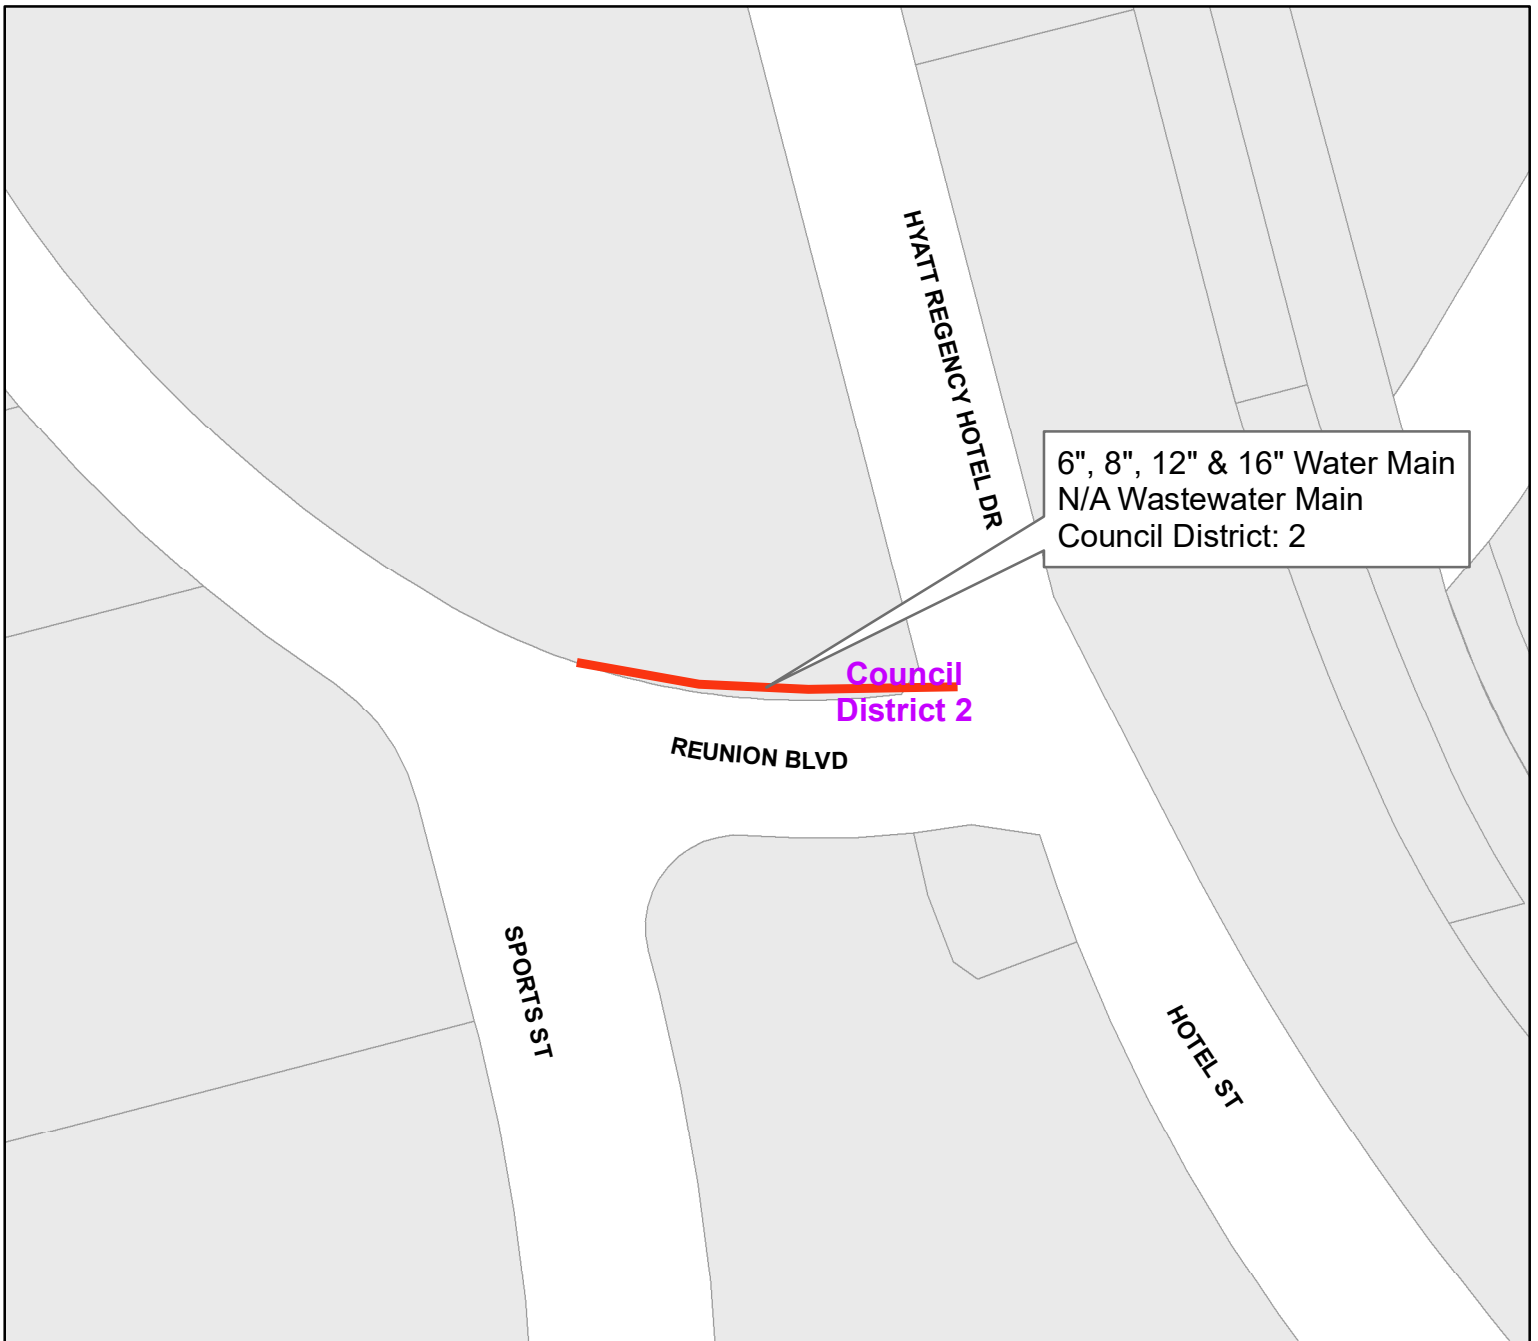 HYATT REGENCY HOTEL DR
6", 8", 12" & 16" Water Main
N/A Wastewater Main
Council District: 2
Council
District 2
REUNION BLVD
SPORTS ST
HOTEL ST